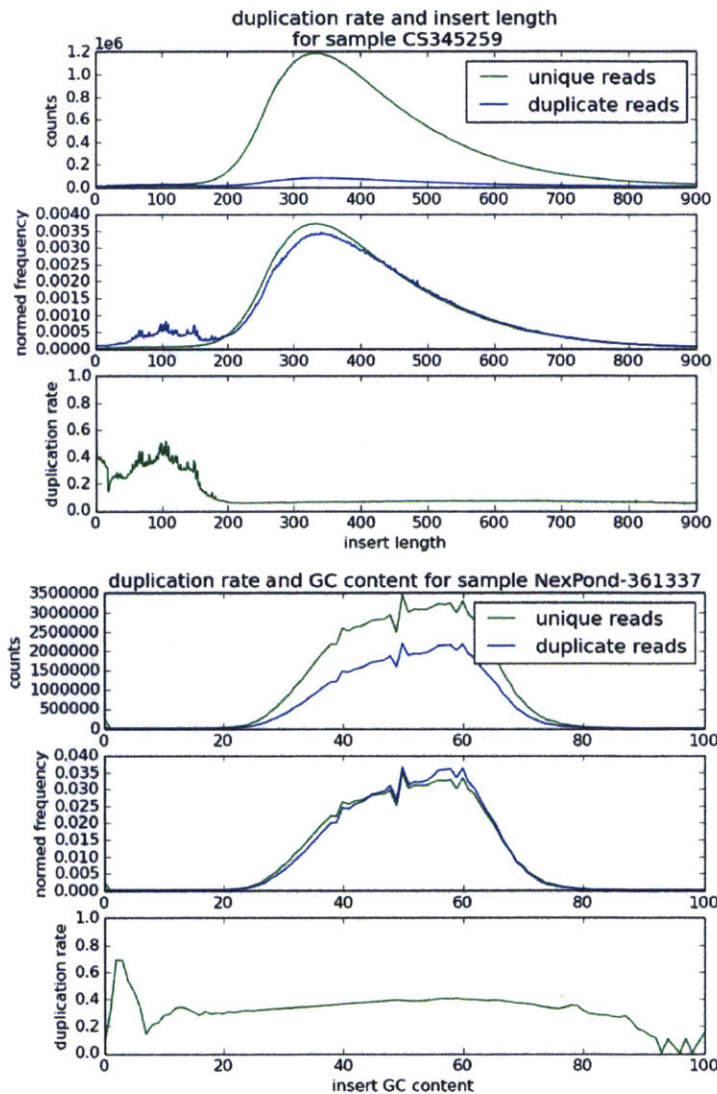 duplication rate and insert length
for sample CS345259
1e6
1.2
1.0
0.8
0.6
0.4
0.2
0.0
counts
unique reads
duplicate reads
0 100 200 300 400 500 600 700 800 900
0.0040
0.0035
0.0030
0.0025
0.0020
0.0015
0.0010
0.0005
0.0000
normed frequency
0 100 200 300 400 500 600 700 800 900
1.0
0.8
0.6
0.4
0.2
0.0
duplication rate
0 100 200 300 400 500 600 700 800 900
insert length
duplication rate and GC content for sample NexPond-361337
3500000
3000000
2500000
2000000
1500000
1000000
500000
0
counts
unique reads
duplicate reads
0 20 40 60 80 100
0.040
0.035
0.030
0.025
0.020
0.015
0.010
0.005
0.000
normed frequency
0 20 40 60 80 100
1.0
0.8
0.6
0.4
0.2
0.0
duplication rate
0 20 40 60 80 100
insert GC content